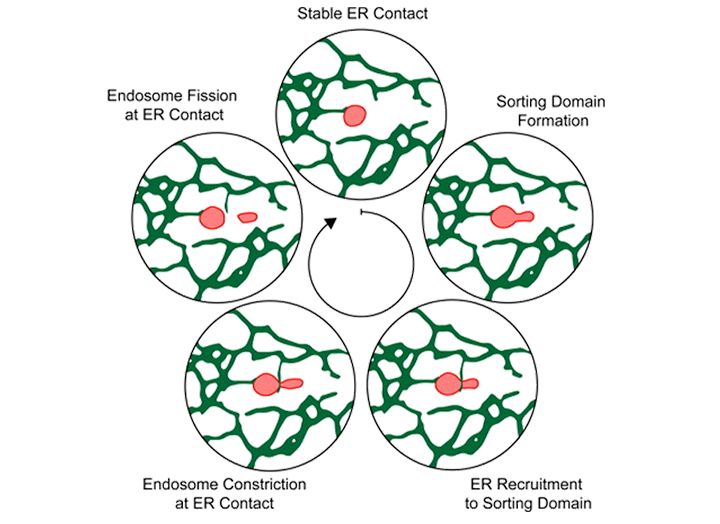 Stable ER Contact
Sorting Domain
Formation
ER Recruitment
to Sorting Domain
Endosome Constriction
at ER Contact
Endosome Fission
at ER Contact